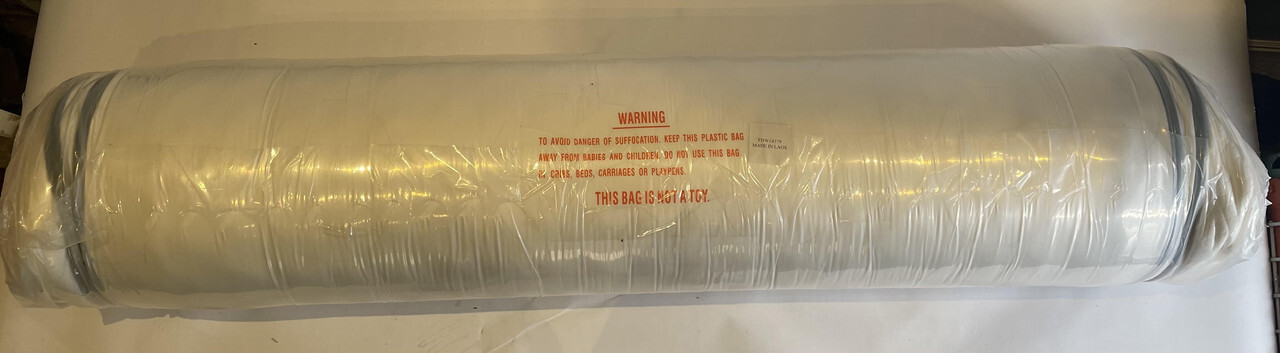 WARNING
TO AVOID DANGER OF SUFFOCATION, KEEP THIS PLASTIC BAG
AWAY FROM BABIES AND CHILDREN. DO NOT USE THIS BAG
IN CRIBS, BEDS, CARRIAGES OR PLAYPENS.
THIS BAG IS NOT A TOY.
MADE IN LAOS